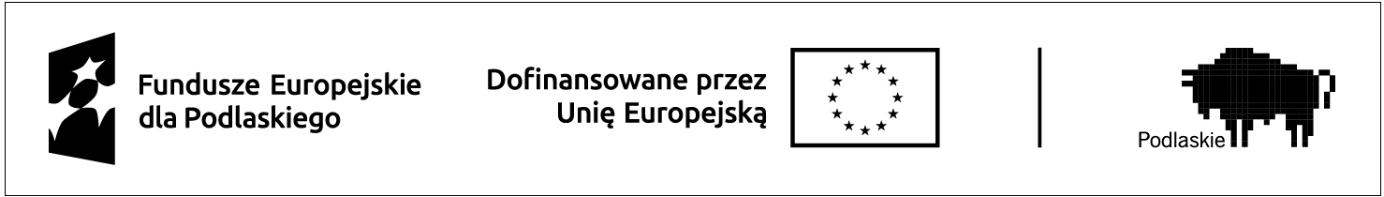 Fundusze Europejskie
dla Podlaskiego
Dofinansowane przez
Unię Europejską
Podlaskie